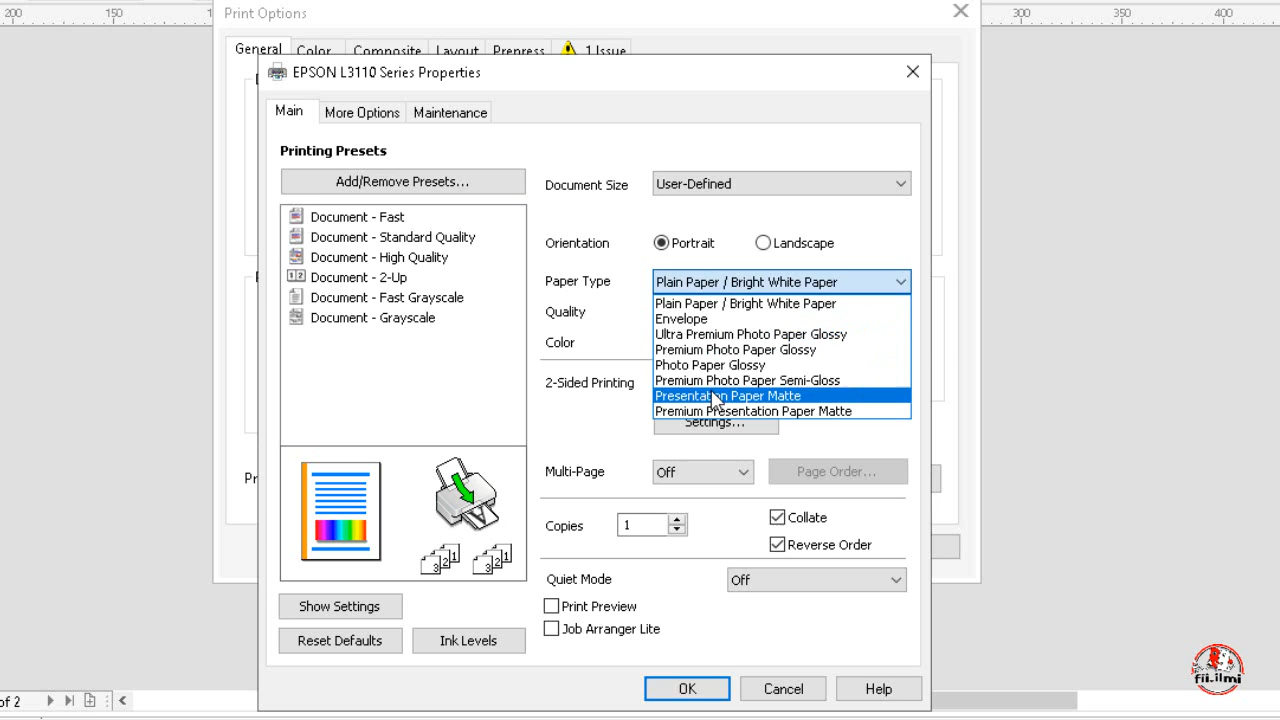 200
150
300
350
400
Print Options
General
Color
Composite
Layout
Prepress
1 Issue
EPSON L3110 Series Properties
Main
More Options
Maintenance
Printing Presets
Add/Remove Presets...
Document - Fast
Document - Standard Quality
Document - High Quality
Document - 2-Up
Document - Fast Grayscale
Document - Grayscale
Show Settings
Reset Defaults
Ink Levels
Document Size
User-Defined
Orientation
Portrait
Landscape
Paper Type
Plain Paper / Bright White Paper
Plain Paper / Bright White Paper
Envelope
Ultra Premium Photo Paper Glossy
Premium Photo Paper Glossy
Photo Paper Glossy
Premium Photo Paper Semi-Gloss
Presentation Paper Matte
Premium Presentation Paper Matte
Quality
Color
2-Sided Printing
Settings...
Multi-Page
Off
Page Order...
Copies
1
Collate
Reverse Order
Quiet Mode
Off
Print Preview
Job Arranger Lite
OK
Cancel
Help
of 2
fii.ilmi